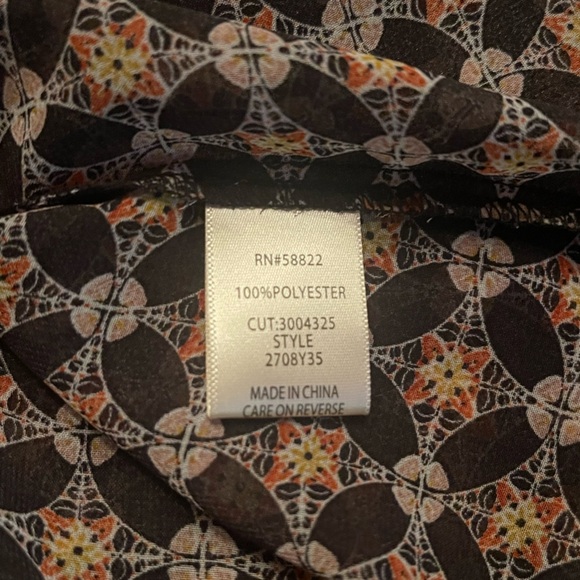 RN#58822
100%POLYESTER
CUT:3004325
STYLE
2708Y35
MADE IN CHINA
CARE ON REVERSE